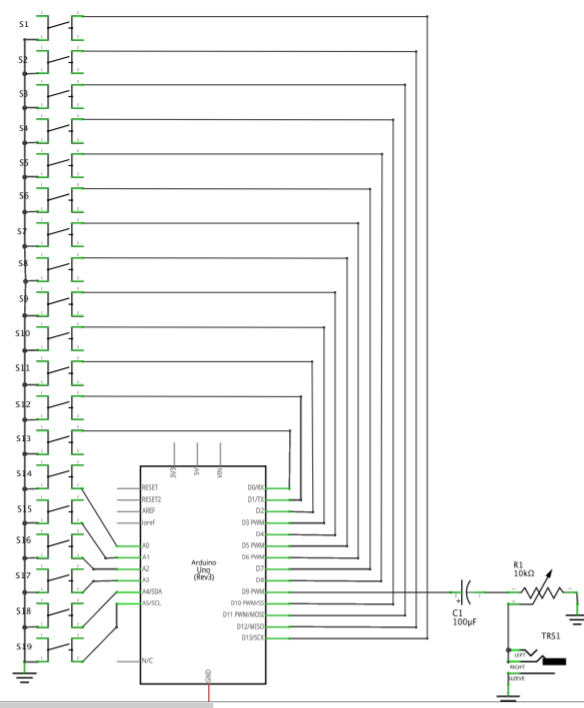 S1
S2
S3
S4
S5
S6
S7
S8
S9
S10
S11
S12
S13
S14
S15
S16
S17
S18
S19
3V3
5V
VIN
RESET
RESET2
AREF
ioref
A0
A1
A2
A3
A4/SDA
A5/SCL
N/C
Arduino
Uno
(Rev3)
D0/RX
D1/TX
D2
D3 PWM
D4
D5 PWM
D6 PWM
D7
D8
D9 PWM
D10 PWM/SS
D11 PWM/MOSI
D12/MISO
D13/SCK
GND
+
C1
100µF
R1
10kΩ
TRS1
LEFT
RIGHT
SLEEVE